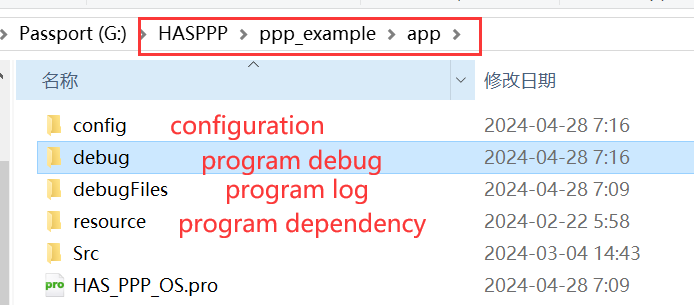 Passport (G:) > HASPPP > ppp_example > app >
名称 修改日期
config configuration 2024-04-28 7:16
debug program debug 2024-04-28 7:16
debugFiles program log 2024-04-28 7:09
resource program dependency 2024-02-22 5:58
Src 2024-03-04 14:43
pro HAS_PPP_OS.pro 2024-04-28 7:09